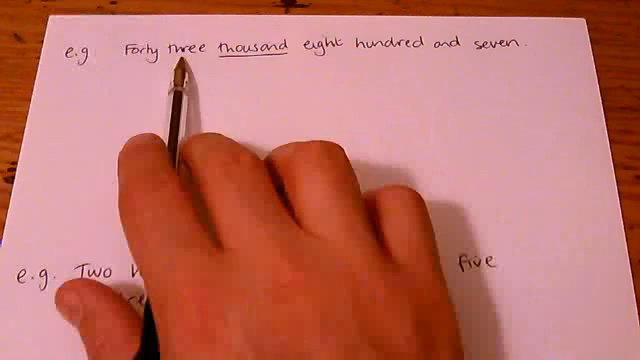 e.g. Forty three thousand eight hundred and seven.
e.g. Two five